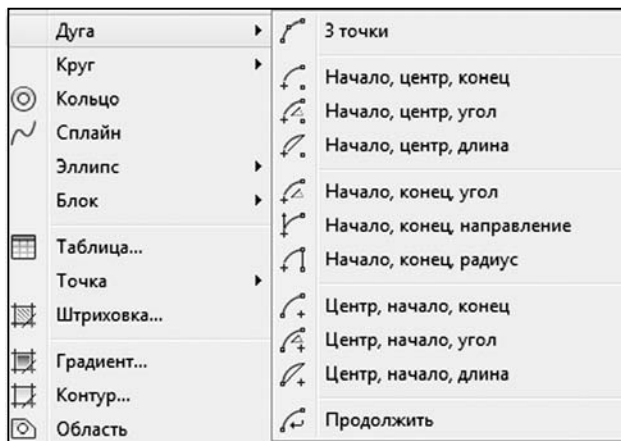 Дуга
Круг
Кольцо
Сплайн
Эллипс
Блок
Таблица...
Точка
Штриховка...
Градиент...
Контур...
Область
3 точки
Начало, центр, конец
Начало, центр, угол
Начало, центр, длина
Начало, конец, угол
Начало, конец, направление
Начало, конец, радиус
Центр, начало, конец
Центр, начало, угол
Центр, начало, длина
Продолжить